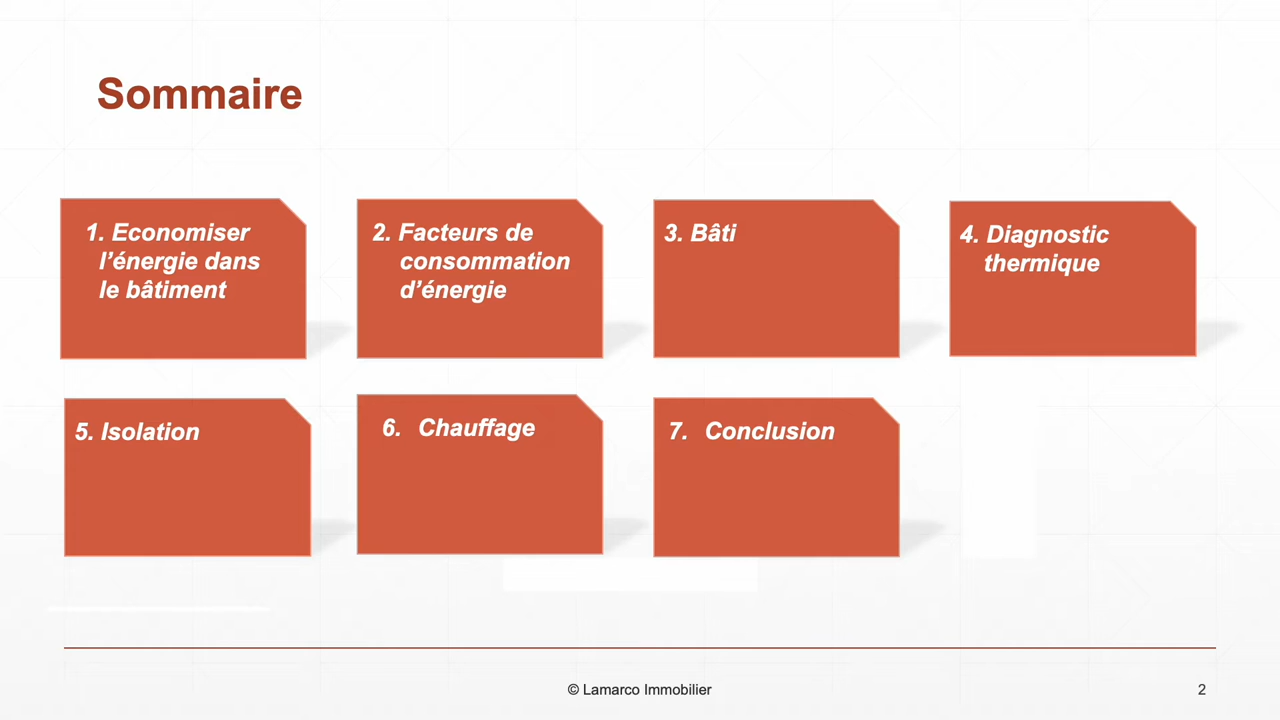 Sommaire
1. Economiser
l’énergie dans
le bâtiment
2. Facteurs de
consommation
d’énergie
3. Bâti
4. Diagnostic
thermique
5. Isolation
6. Chauffage
7. Conclusion
© Lamarco Immobilier
2